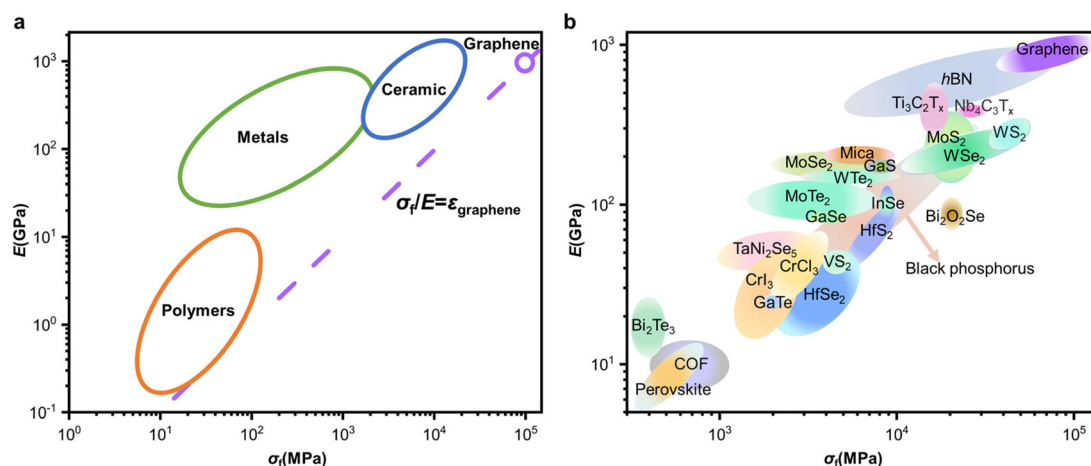 a
10³
10²
10¹
10⁰
10⁻¹
E(GPa)
Graphene
Ceramic
Metals
σf/E=εgraphene
Polymers
10⁰ 10¹ 10² 10³ 10⁴ 10⁵
σf(MPa)
b
10³
10²
10¹
E(GPa)
Graphene
hBN
Ti₃C₂Tₓ
Nb₄C₃Tₓ
MoS₂
WS₂
WSe₂
Mica
MoSe₂
GaS
WTe₂
MoTe₂
InSe
GaSe
Bi₂O₂Se
HfS₂
TaNi₂Se₅
VS₂
CrCl₃
Black phosphorus
CrI₃
HfSe₂
GaTe
Bi₂Te₃
COF
Perovskite
10³ 10⁴ 10⁵
σf(MPa)